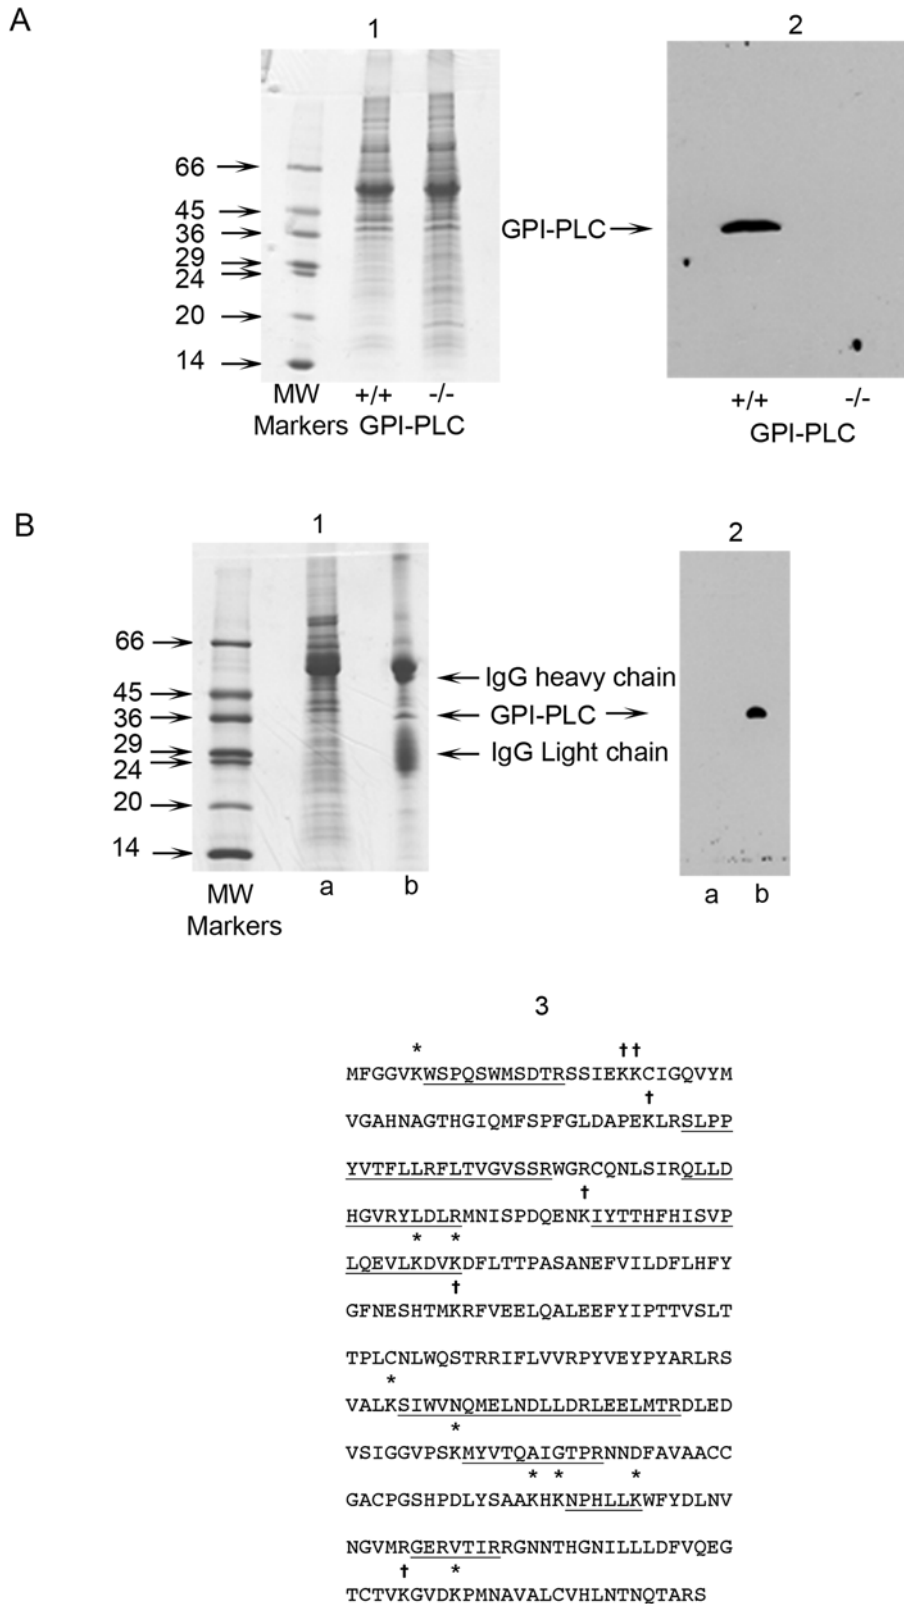 A
1
2
66
45
36
29
24
20
14
GPI-PLC
MW
Markers
+/+
-/-
GPI-PLC
+/+
-/-
GPI-PLC
B
1
2
66
45
36
29
24
20
14
IgG heavy chain
GPI-PLC
IgG Light chain
MW
Markers
a
b
a
b
3
* ††
MFGGVKWSPQSWMSDTRSSIEKKCIGQVYM
†
VGAHNAGTHGIQMFSPFGLDAPEKLRSLPP
YVTFLLRFLTVGVSSRWGRCQNLSIRQLLD
†
HGVRYLDLRMNISPDQENKIYTTHFHISVP
* *
LQEVLKDVKDFLTTPASANEFVILDFLHFY
†
GFNESHTMKRFVEELQALEEFYIPTTVSLT
TPLCNLWQSTRRIFLVVRPYVEYPYARLRS
*
VALKSIWVNQMELNDLLDRLEELMTRDLED
*
VSIGGVPSKMYVTQAIGTPRNNDFAVAACC
* * *
GACPGSHPDLYSAAKHKNPHLLKWFYDLNV
NGVMRGERVTIRRGNNTHGNILLLDFVQEG
† *
TCTVKGVDKPMNAVALCVHLNTNQTARS